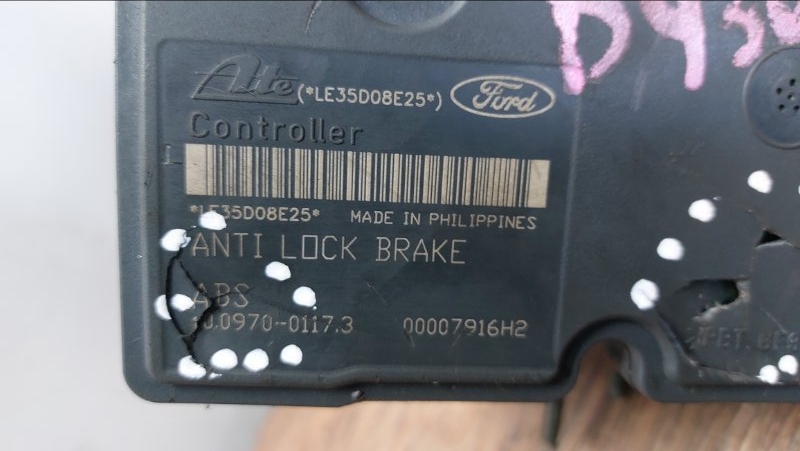 Ate (*LE35D08E25*) Ford
Controller
*LE35D08E25* MADE IN PHILIPPINES
ANTI LOCK BRAKE
ABS
10.0970-0117.3 00007916H2